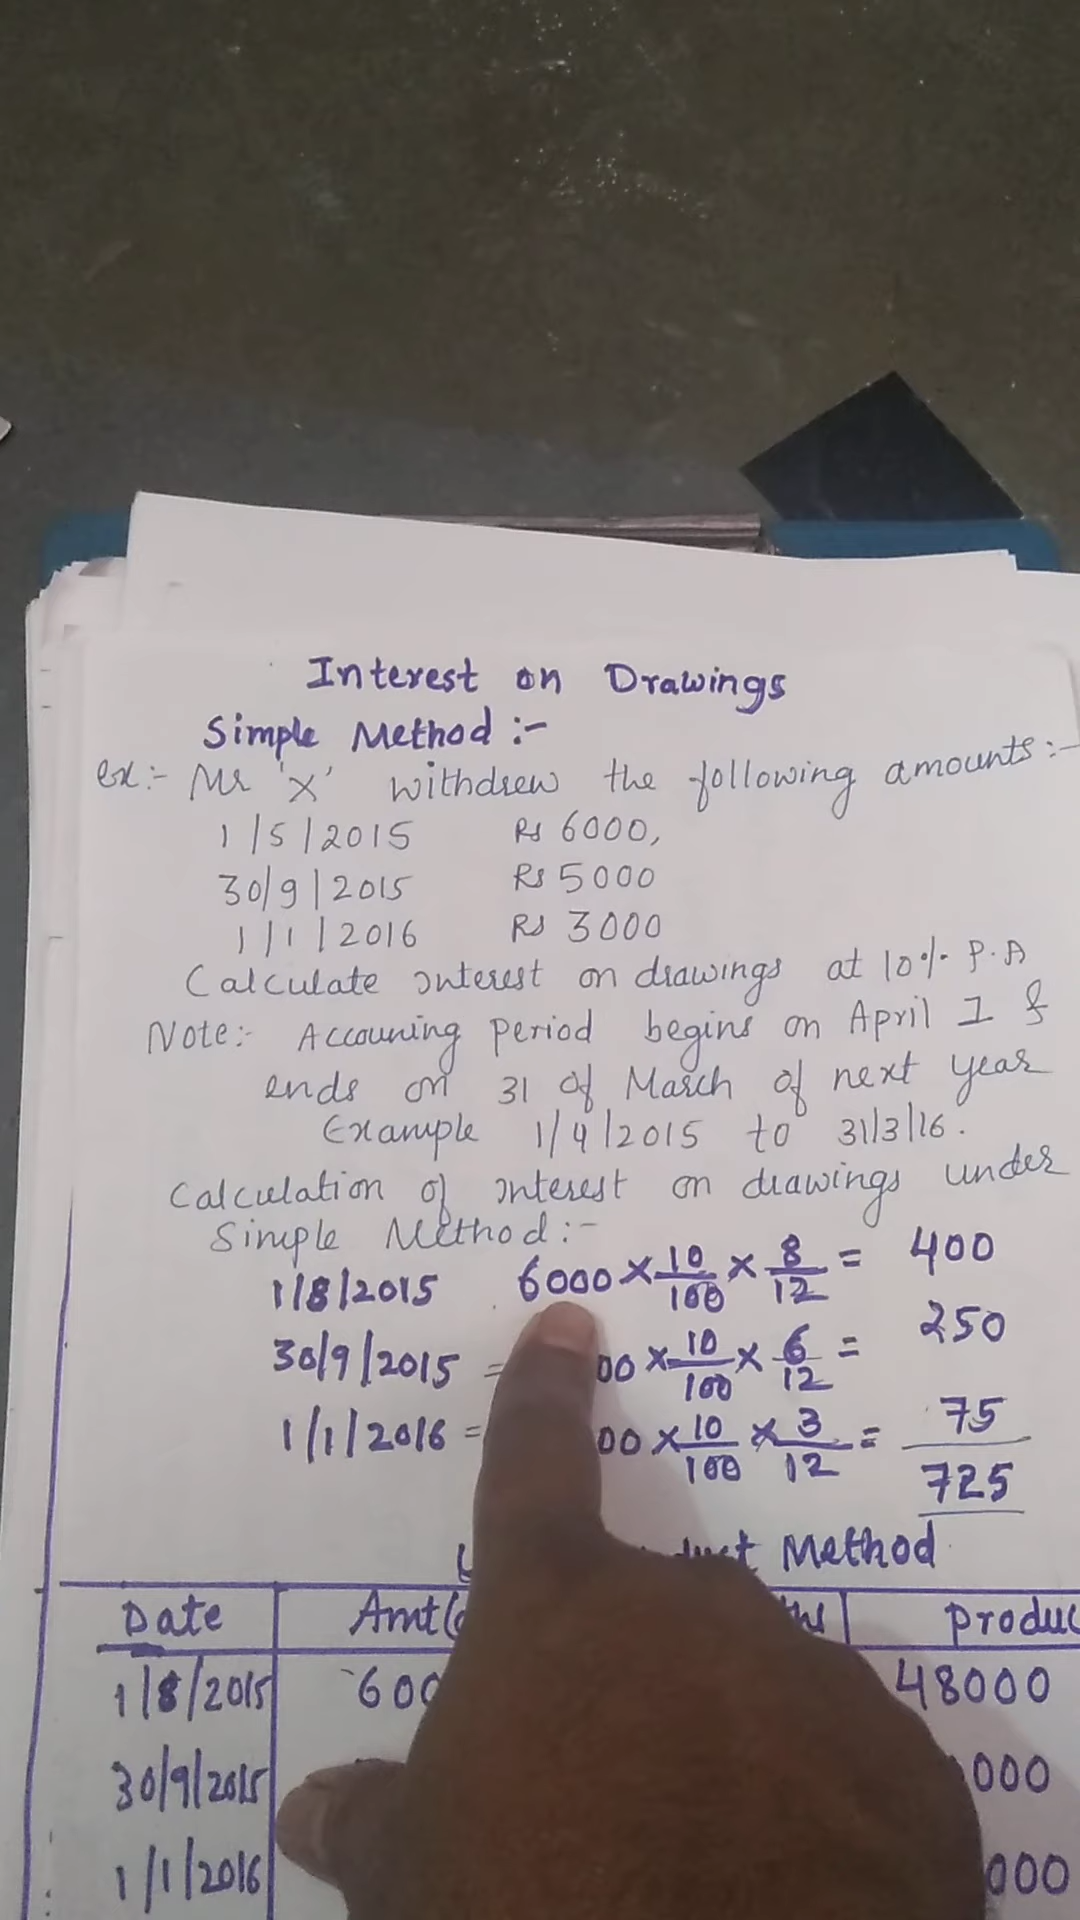 Interest on Drawings
Simple Method :-
ex:- Mr 'X' withdrew the following amounts:-
1/5/2015 Rs 6000,
30/9/2015 Rs 5000
1/1/2016 Rs 3000
Calculate interest on drawings at 10% P.A
Note:- Accouning period begins on April 1 &
ends on 31 of March of next year
Example 1/4/2015 to 31/3/16.
Calculation of interest on drawings under
Simple Method:-
1/8/2015 6000 × 10/100 × 8/12 = 400
30/9/2015 = 00 × 10/100 × 6/12 = 250
1/1/2016 = 00 × 10/100 × 3/12 = 75
725
Method
Date Amt Produc
1/8/2015 600 48000
30/9/2015 000
1/1/2016 000